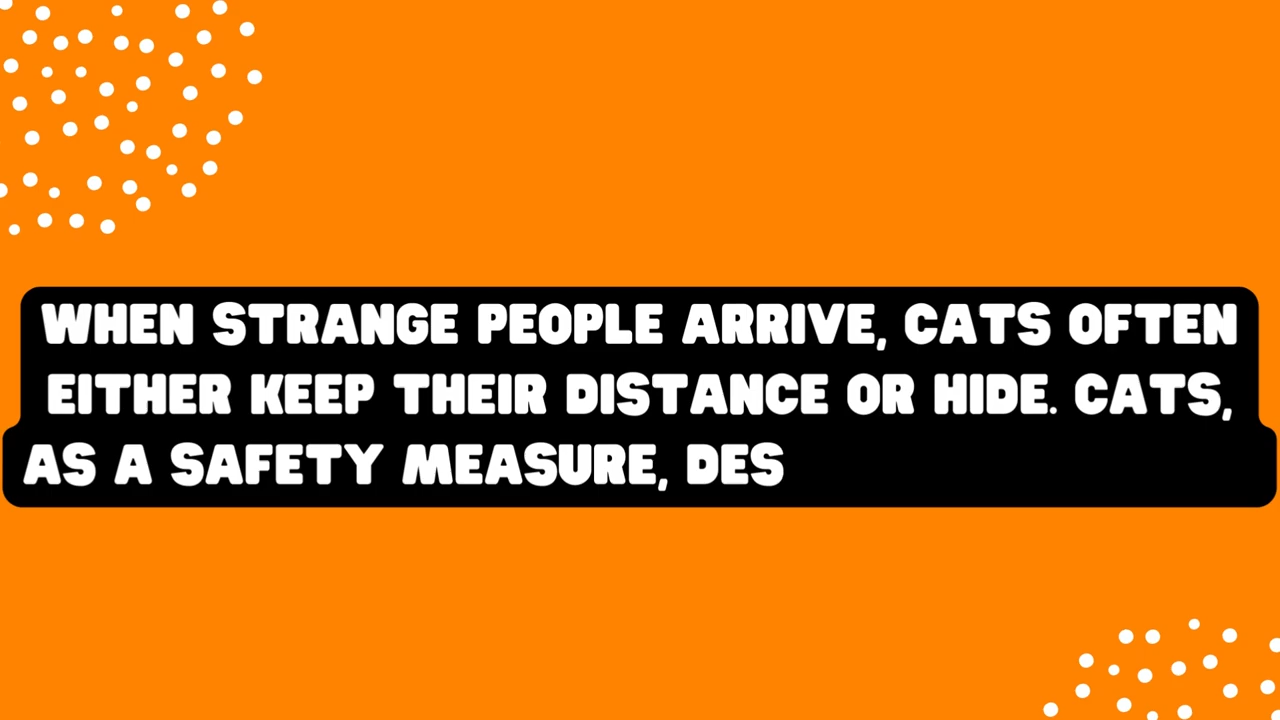 WHEN STRANGE PEOPLE ARRIVE, CATS OFTEN
EITHER KEEP THEIR DISTANCE OR HIDE. CATS,
AS A SAFETY MEASURE, DES